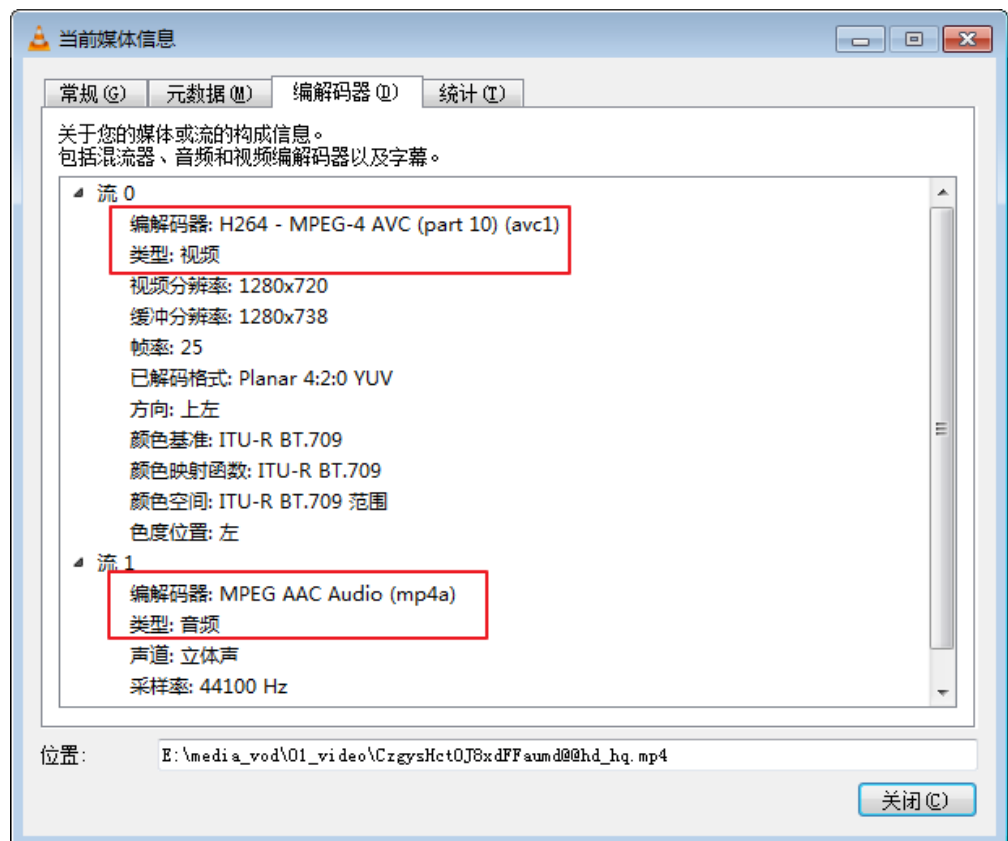 当前媒体信息
常规(G) 元数据(M) 编解码器(D) 统计(T)
关于您的媒体或流的构成信息。
包括混流器、音频和视频编解码器以及字幕。
流 0
编解码器: H264 - MPEG-4 AVC (part 10) (avc1)
类型: 视频
视频分辨率: 1280x720
缓冲分辨率: 1280x738
帧率: 25
已解码格式: Planar 4:2:0 YUV
方向: 上左
颜色基准: ITU-R BT.709
颜色映射函数: ITU-R BT.709
颜色空间: ITU-R BT.709 范围
色度位置: 左
流 1
编解码器: MPEG AAC Audio (mp4a)
类型: 音频
声道: 立体声
采样率: 44100 Hz
位置: E:\media_vod\01_video\CzgysHctOJ8xdFFaumd@@hd_hq.mp4
关闭(C)